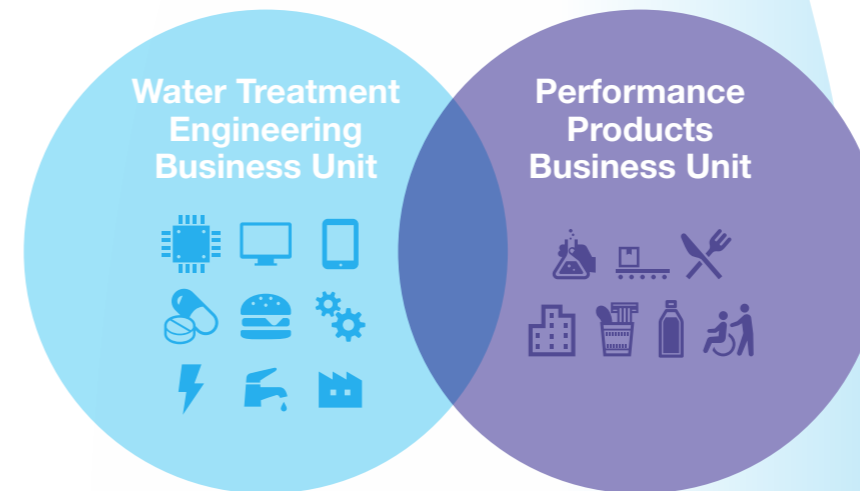 Water Treatment
Engineering
Business Unit
Performance
Products
Business Unit